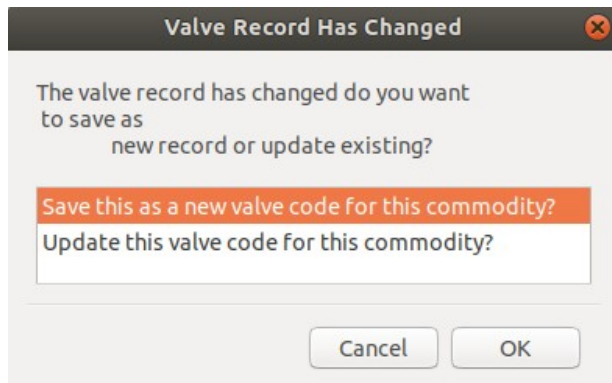 Valve Record Has Changed
The valve record has changed do you want
to save as
new record or update existing?
Save this as a new valve code for this commodity?
Update this valve code for this commodity?
Cancel OK